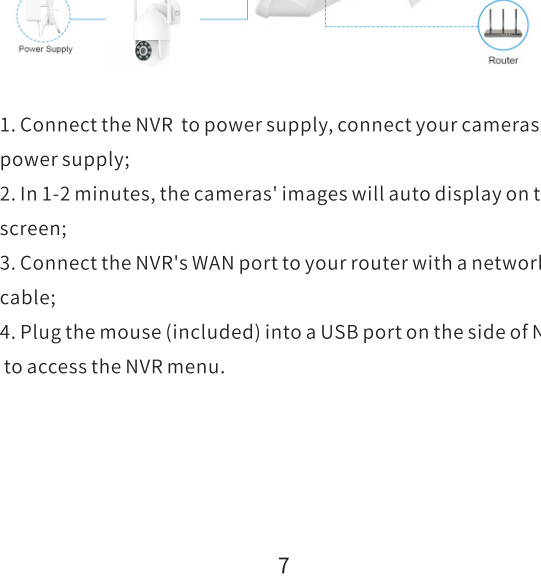 Power Supply
Router
1. Connect the NVR to power supply, connect your cameras
power supply;
2. In 1-2 minutes, the cameras' images will auto display on t
screen;
3. Connect the NVR's WAN port to your router with a networ
cable;
4. Plug the mouse (included) into a USB port on the side of N
to access the NVR menu.
7